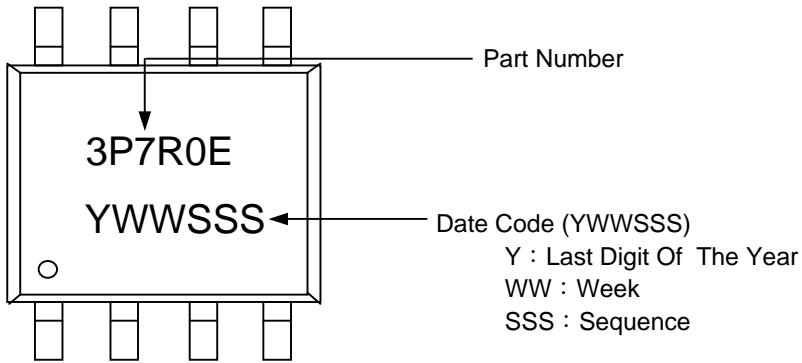 Part Number
3P7R0E
YWWSSS
Date Code (YWWSSS)
Y：Last Digit Of The Year
WW：Week
SSS：Sequence